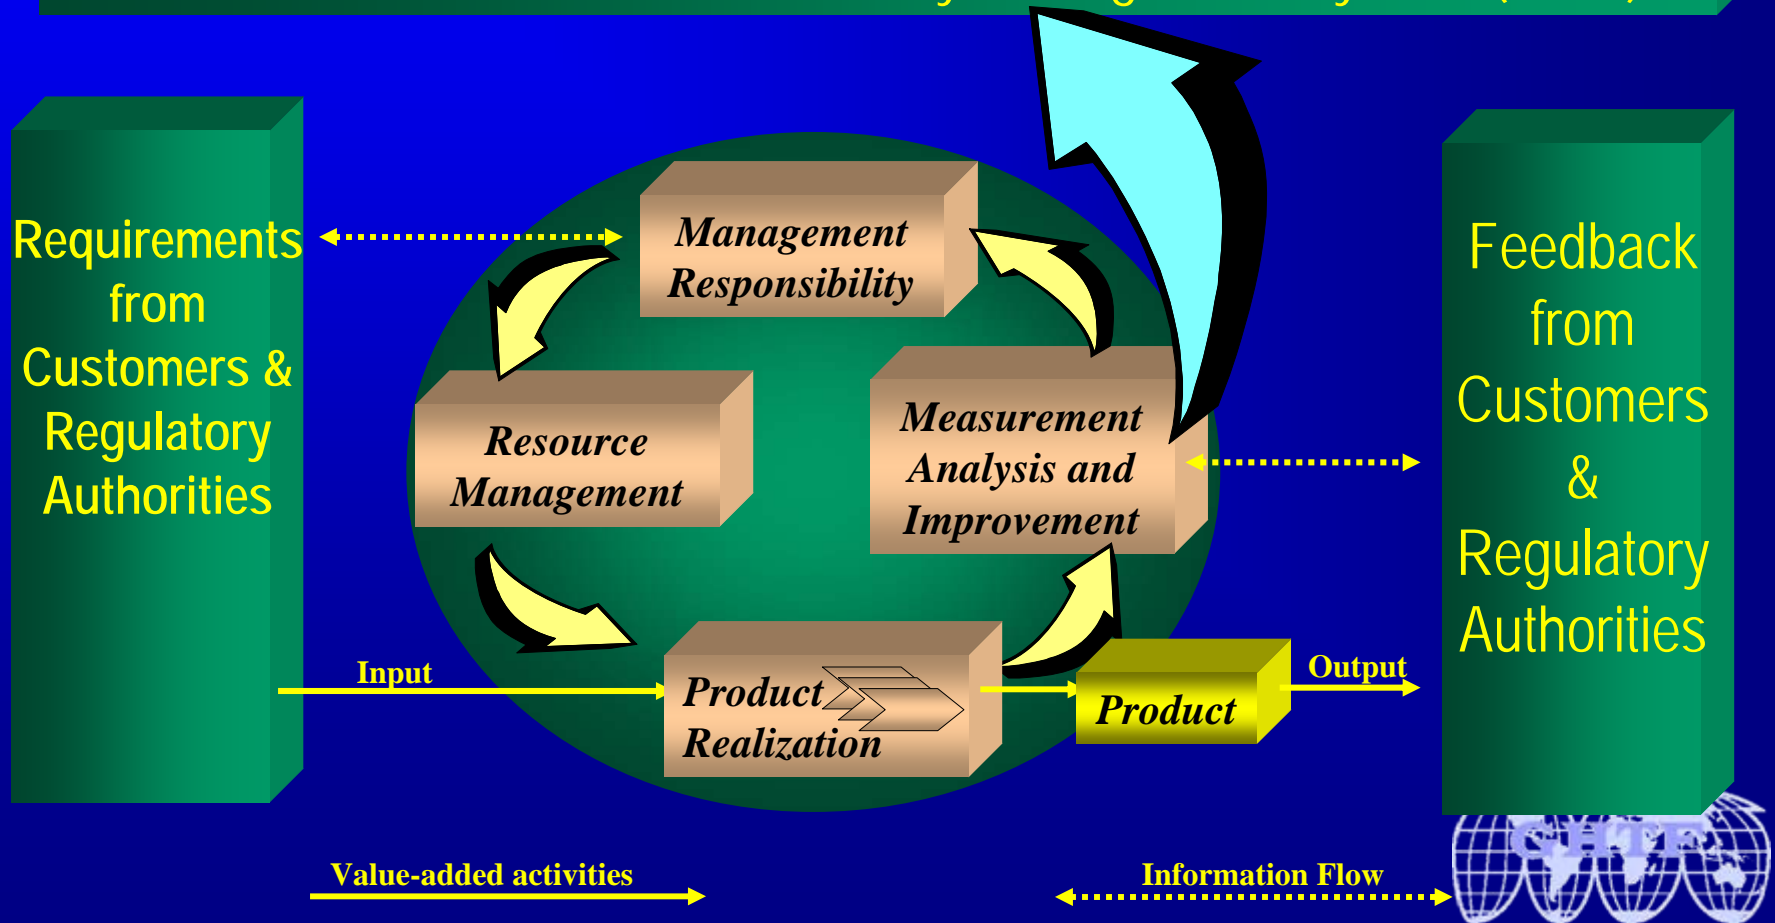 Requirements
from
Customers &
Regulatory
Authorities
Management
Responsibility
Resource
Management
Measurement
Analysis and
Improvement
Feedback
from
Customers
&
Regulatory
Authorities
Input
Product
Realization
Product
Output
Value-added activities
Information Flow
GHTF